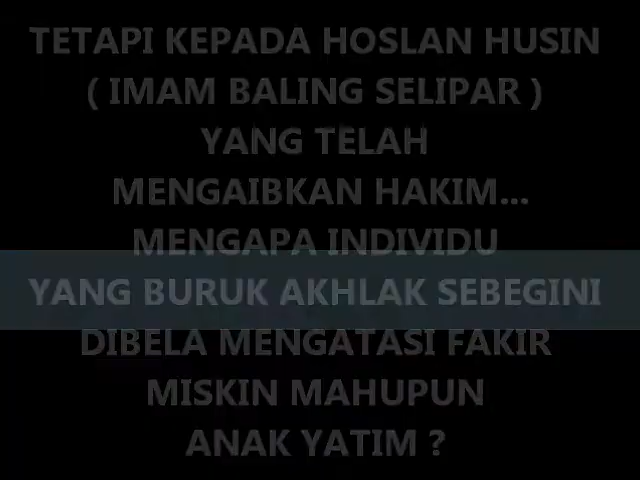 TETAPI KEPADA HOSLAN HUSIN
( IMAM BALING SELIPAR )
YANG TELAH
MENGAIBKAN HAKIM...
MENGAPA INDIVIDU
YANG BURUK AKHLAK SEBEGINI
DIBELA MENGATASI FAKIR
MISKIN MAHUPUN
ANAK YATIM ?